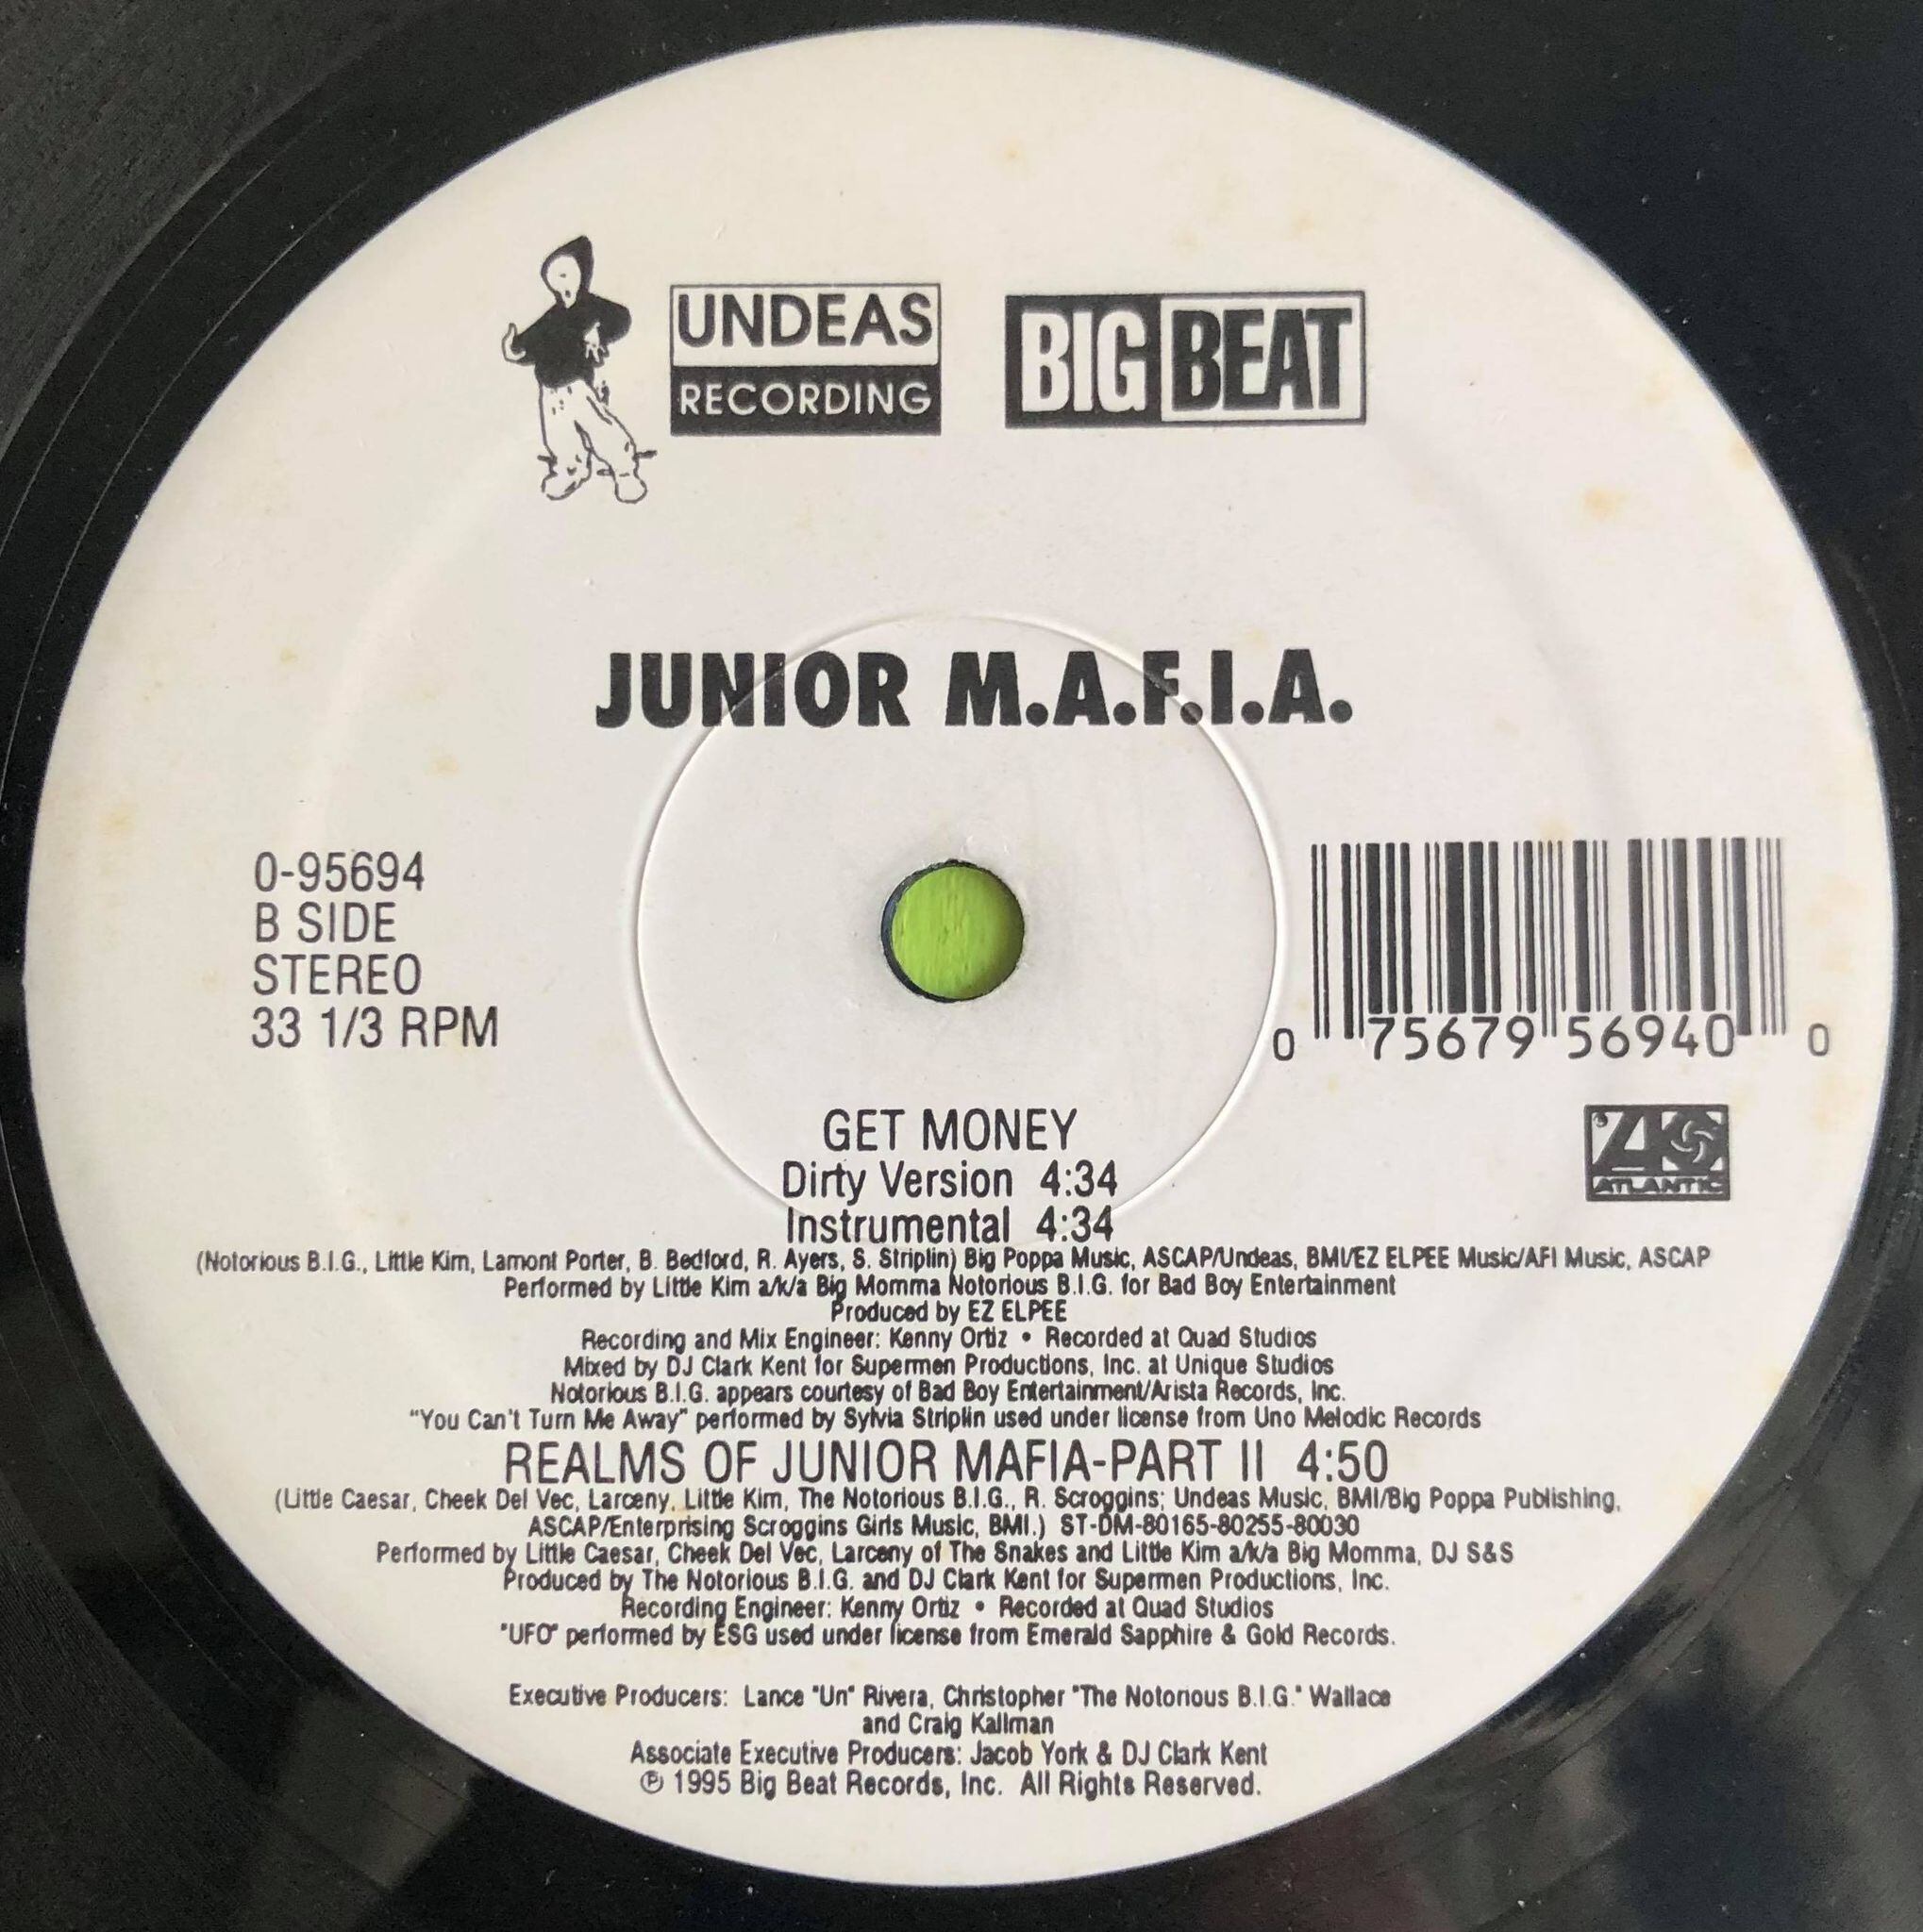 UNDEAS
RECORDING
BIG BEAT
JUNIOR M.A.F.I.A.
0-95694
B SIDE
STEREO
33 1/3 RPM
0 75679 56940 0
ATLANTIC
GET MONEY
Dirty Version 4:34
Instrumental 4:34
(Notorious B.I.G., Little Kim, Lamont Porter, B. Bedford, R. Ayers, S. Striplin) Big Poppa Music, ASCAP/Undeas, BMI/EZ ELPEE Music/AFI Music, ASCAP
Performed by Little Kim a/k/a Big Momma Notorious B.I.G. for Bad Boy Entertainment
Produced by EZ ELPEE
Recording and Mix Engineer: Kenny Ortiz • Recorded at Quad Studios
Mixed by DJ Clark Kent for Supermen Productions, Inc. at Unique Studios
Notorious B.I.G. appears courtesy of Bad Boy Entertainment/Arista Records, Inc.
"You Can't Turn Me Away" performed by Sylvia Striplin used under license from Uno Melodic Records
REALMS OF JUNIOR MAFIA-PART II 4:50
(Little Caesar, Cheek Del Vec, Larceny, Little Kim, The Notorious B.I.G., R. Scroggins; Undeas Music, BMI/Big Poppa Publishing,
ASCAP/Enterprising Scroggins Girls Music, BMI.) ST-DM-80165-80255-80030
Performed by Little Caesar, Cheek Del Vec, Larceny of The Snakes and Little Kim a/k/a Big Momma, DJ S&S
Produced by The Notorious B.I.G. and DJ Clark Kent for Supermen Productions, Inc.
Recording Engineer: Kenny Ortiz • Recorded at Quad Studios
"UFO" performed by ESG used under license from Emerald Sapphire & Gold Records.
Executive Producers: Lance "Un" Rivera, Christopher "The Notorious B.I.G." Wallace
and Craig Kallman
Associate Executive Producers: Jacob York & DJ Clark Kent
℗ 1995 Big Beat Records, Inc. All Rights Reserved.